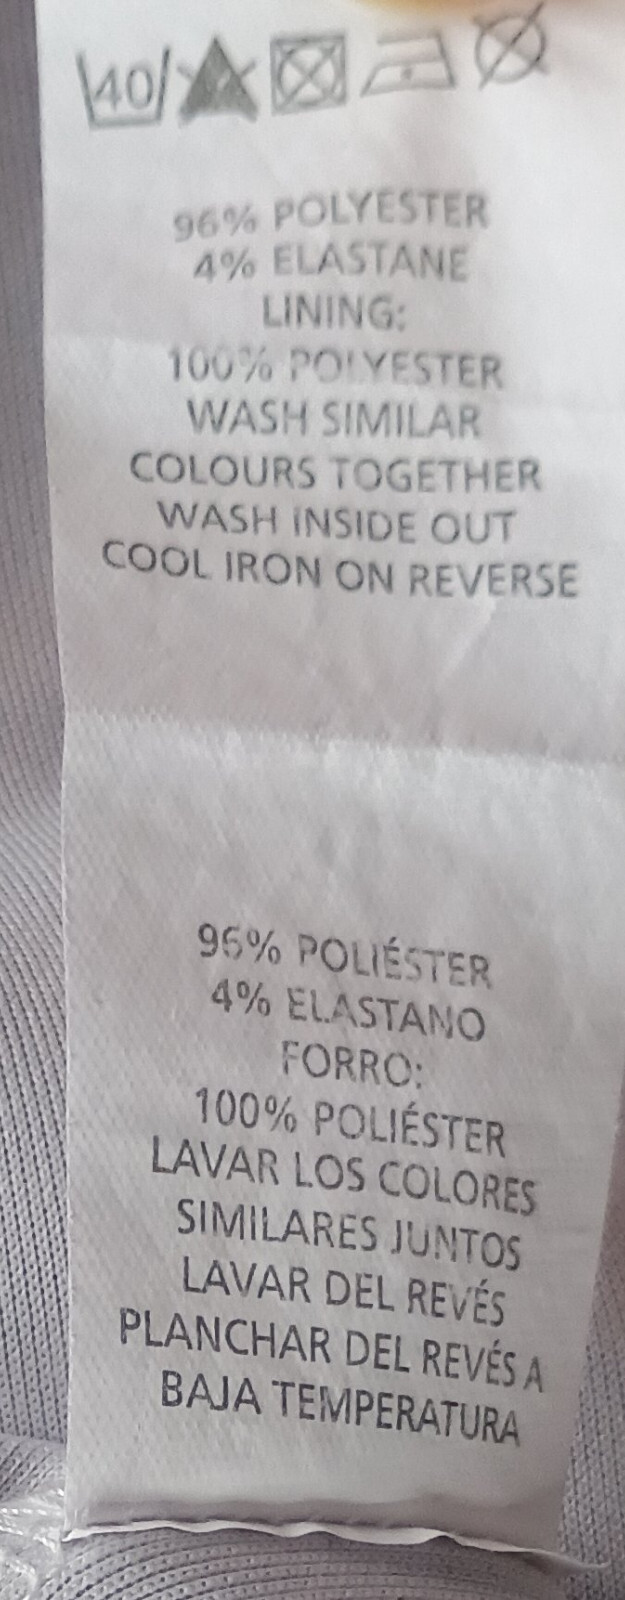 40
96% POLYESTER
4% ELASTANE
LINING:
100% POLYESTER
WASH SIMILAR
COLOURS TOGETHER
WASH INSIDE OUT
COOL IRON ON REVERSE
96% POLIÉSTER
4% ELASTANO
FORRO:
100% POLIÉSTER
LAVAR LOS COLORES
SIMILARES JUNTOS
LAVAR DEL REVÉS
PLANCHAR DEL REVÉS A
BAJA TEMPERATURA